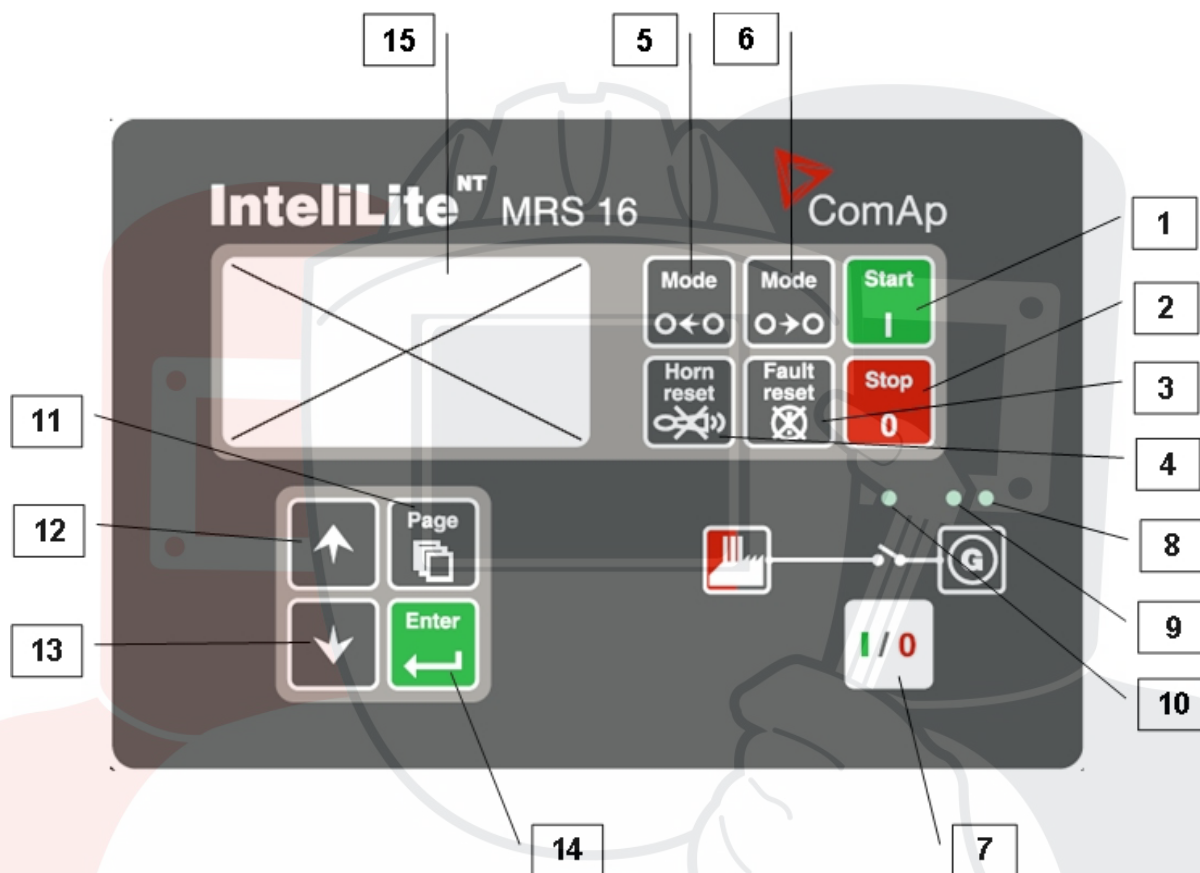 15
5
6
InteliLite NT MRS 16
ComAp
1
Mode
Mode
Start
I
2
Horn reset
Fault reset
Stop
0
3
11
4
12
Page
8
G
Enter
9
13
I / 0
10
14
7